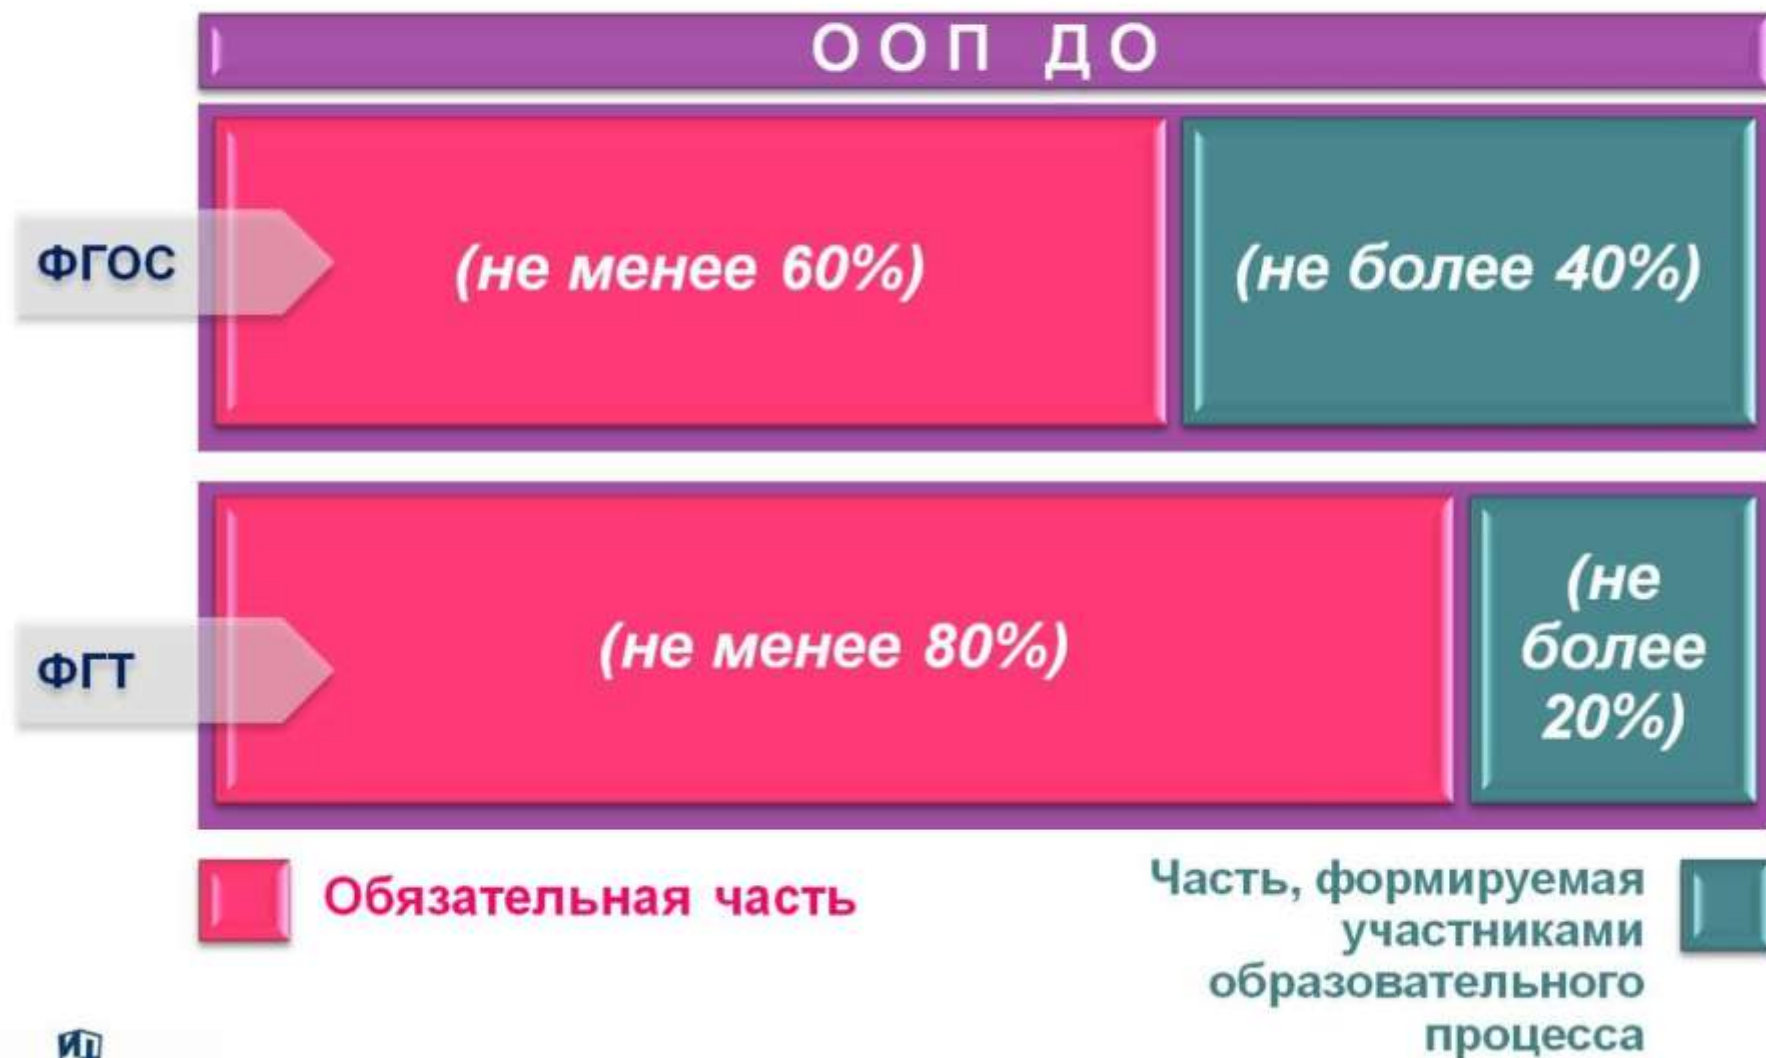 ООП ДО
ФГОС
(не менее 60%)
(не более 40%)
ФГТ
(не менее 80%)
(не
более
20%)
Обязательная часть
Часть, формируемая
участниками
образовательного
процесса
ИП